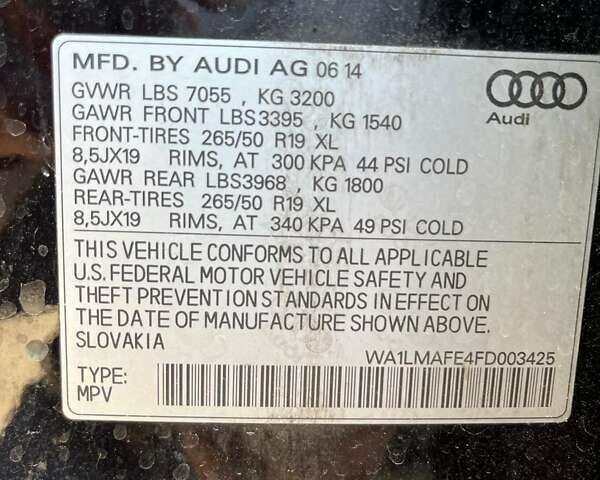 MFD. BY AUDI AG 06 14
GVWR LBS 7055 , KG 3200
GAWR FRONT LBS3395 , KG 1540
FRONT-TIRES 265/50 R19 XL
8,5JX19 RIMS, AT 300 KPA 44 PSI COLD
GAWR REAR LBS3968 , KG 1800
REAR-TIRES 265/50 R19 XL
8,5JX19 RIMS, AT 340 KPA 49 PSI COLD
Audi
THIS VEHICLE CONFORMS TO ALL APPLICABLE
U.S. FEDERAL MOTOR VEHICLE SAFETY AND
THEFT PREVENTION STANDARDS IN EFFECT ON
THE DATE OF MANUFACTURE SHOWN ABOVE.
SLOVAKIA
WA1LMAFE4FD003425
TYPE:
MPV